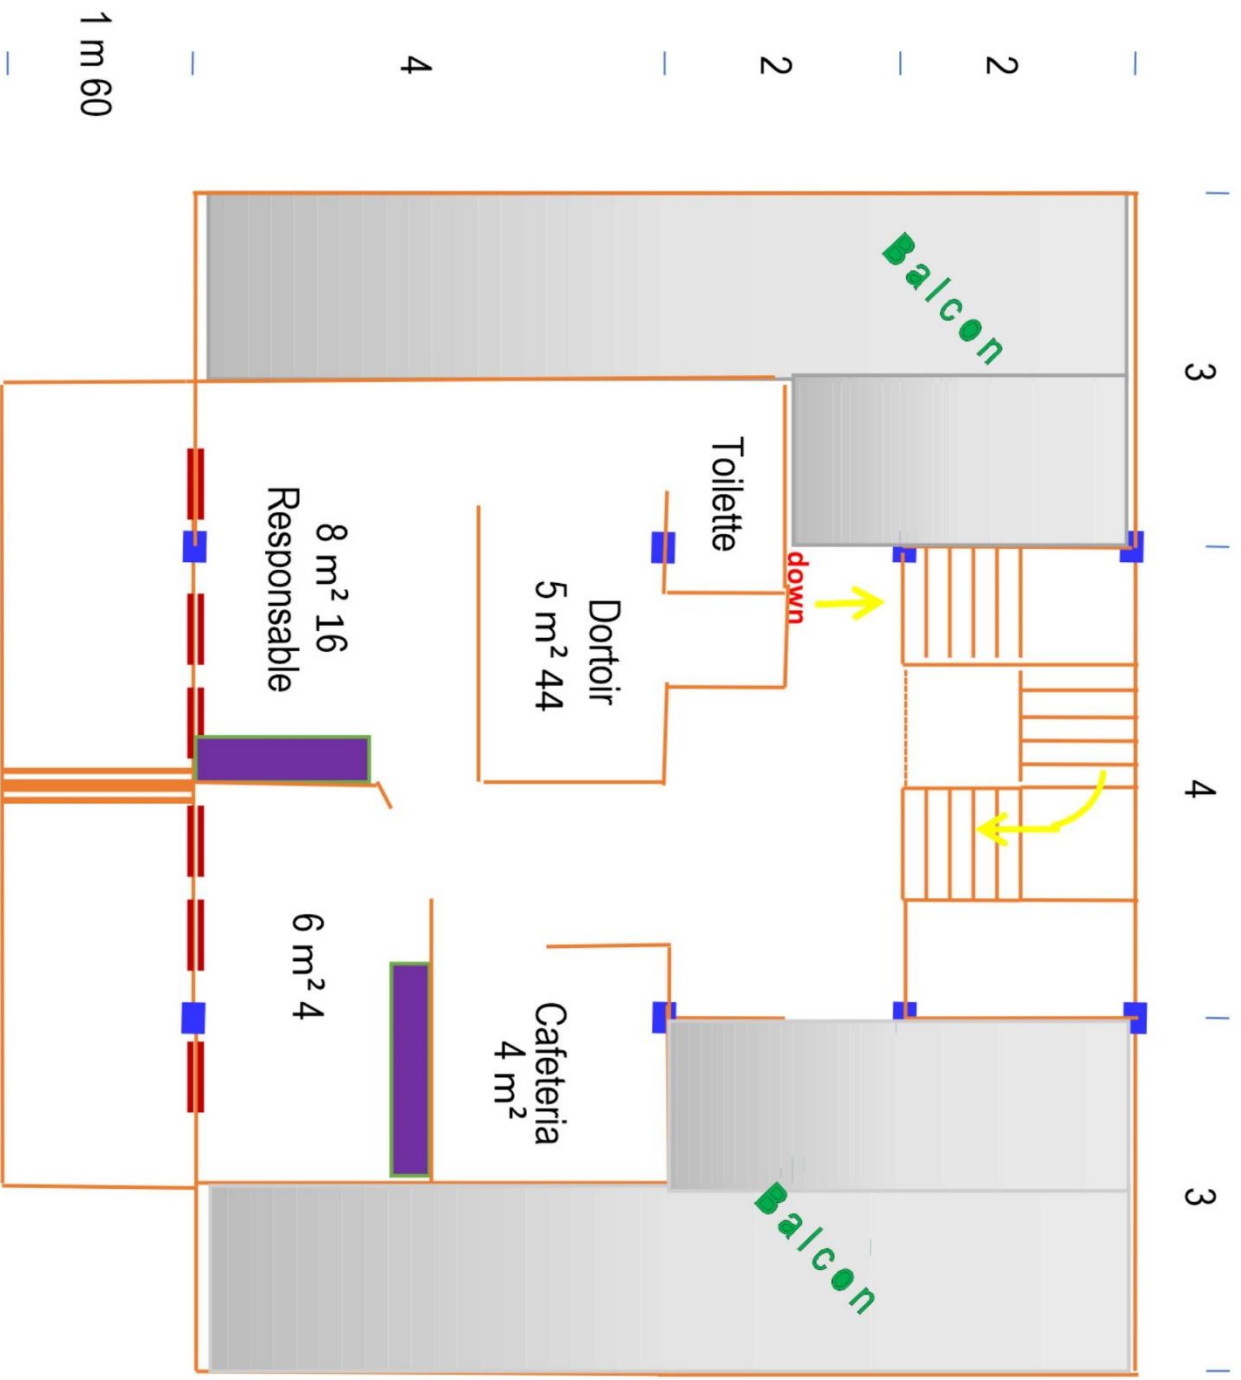 1 m 60
4
2
2
3
4
3
Balcon
Toilette
down
Dortoir
5 m² 44
8 m² 16
Responsable
6 m² 4
Cafeteria
4 m²
Balcon